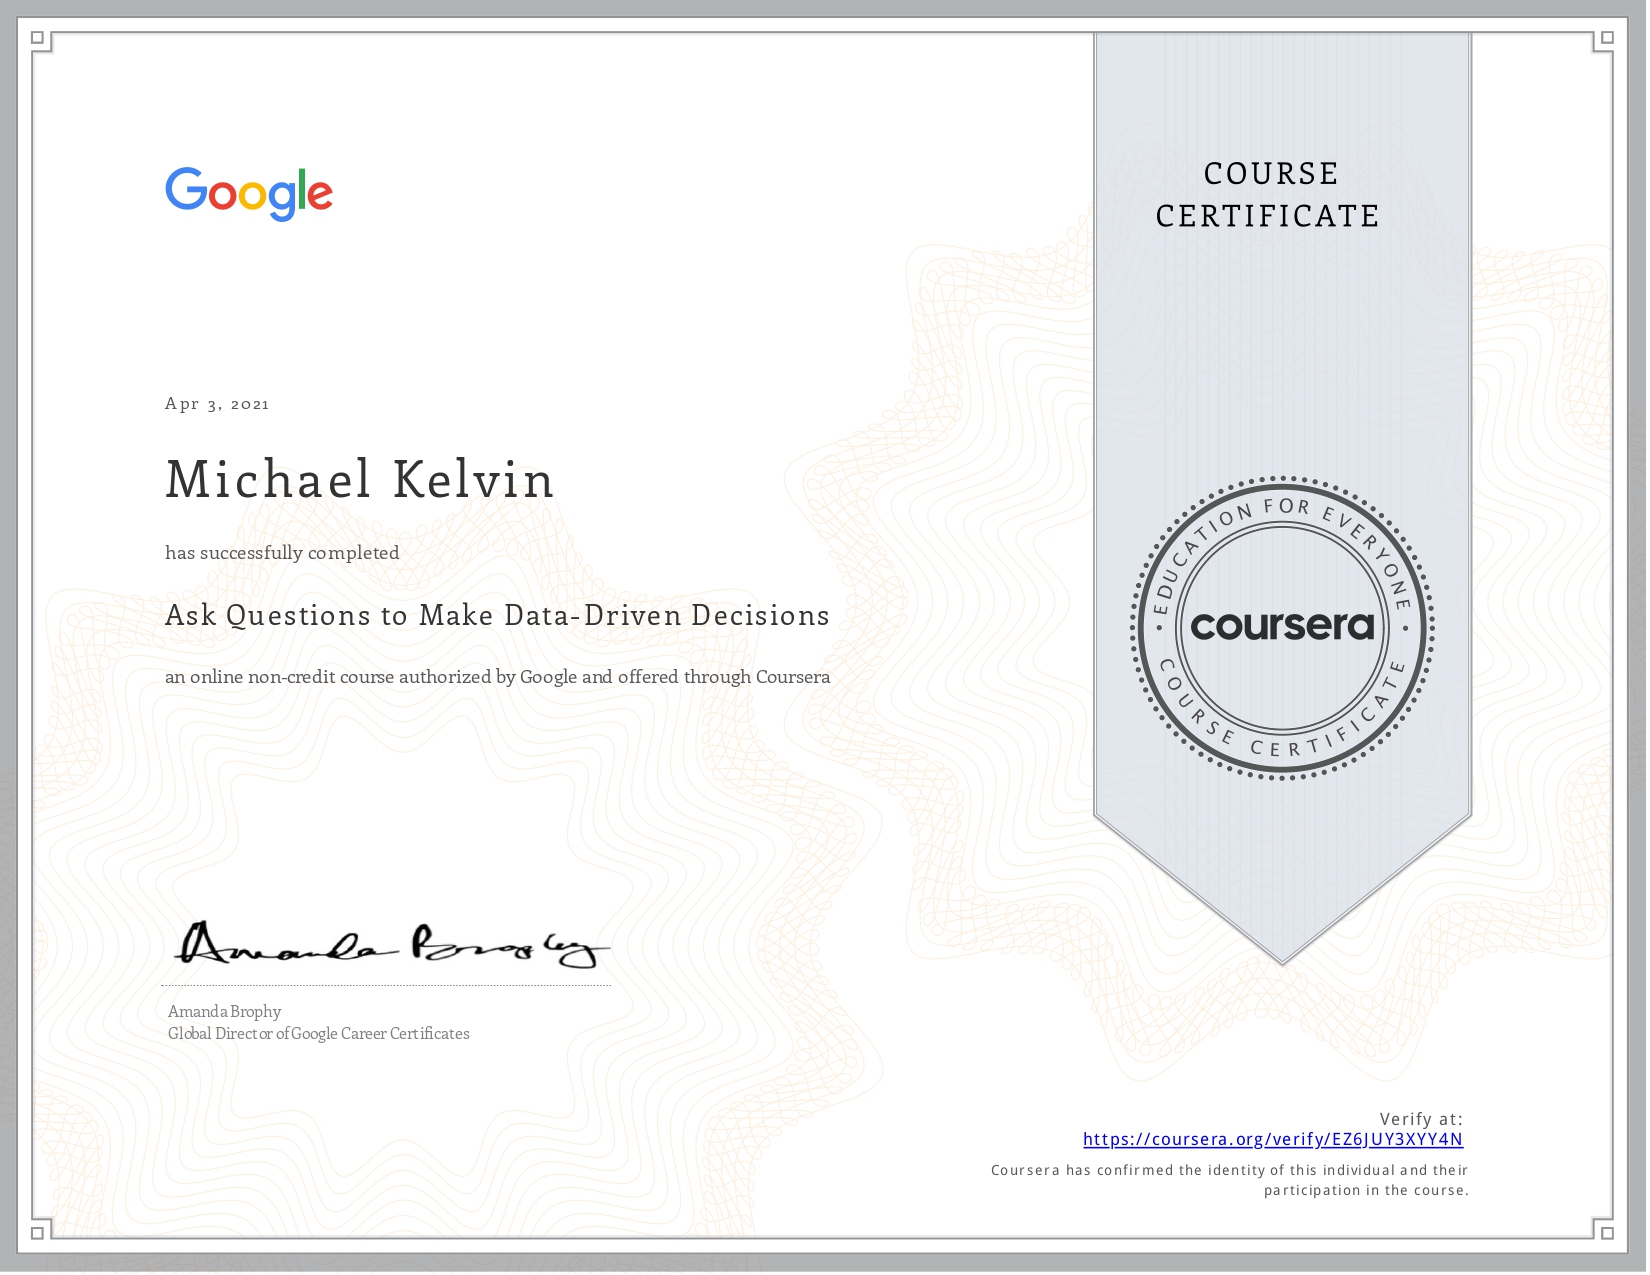 Google
COURSE
CERTIFICATE
Apr 3, 2021
Michael Kelvin
has successfully completed
Ask Questions to Make Data-Driven Decisions
an online non-credit course authorized by Google and offered through Coursera
EDUCATION FOR EVERYONE
coursera
COURSE CERTIFICATE
Amanda Brophy
Amanda Brophy
Global Director of Google Career Certificates
Verify at:
https://coursera.org/verify/EZ6JUY3XYY4N
Coursera has confirmed the identity of this individual and their
participation in the course.